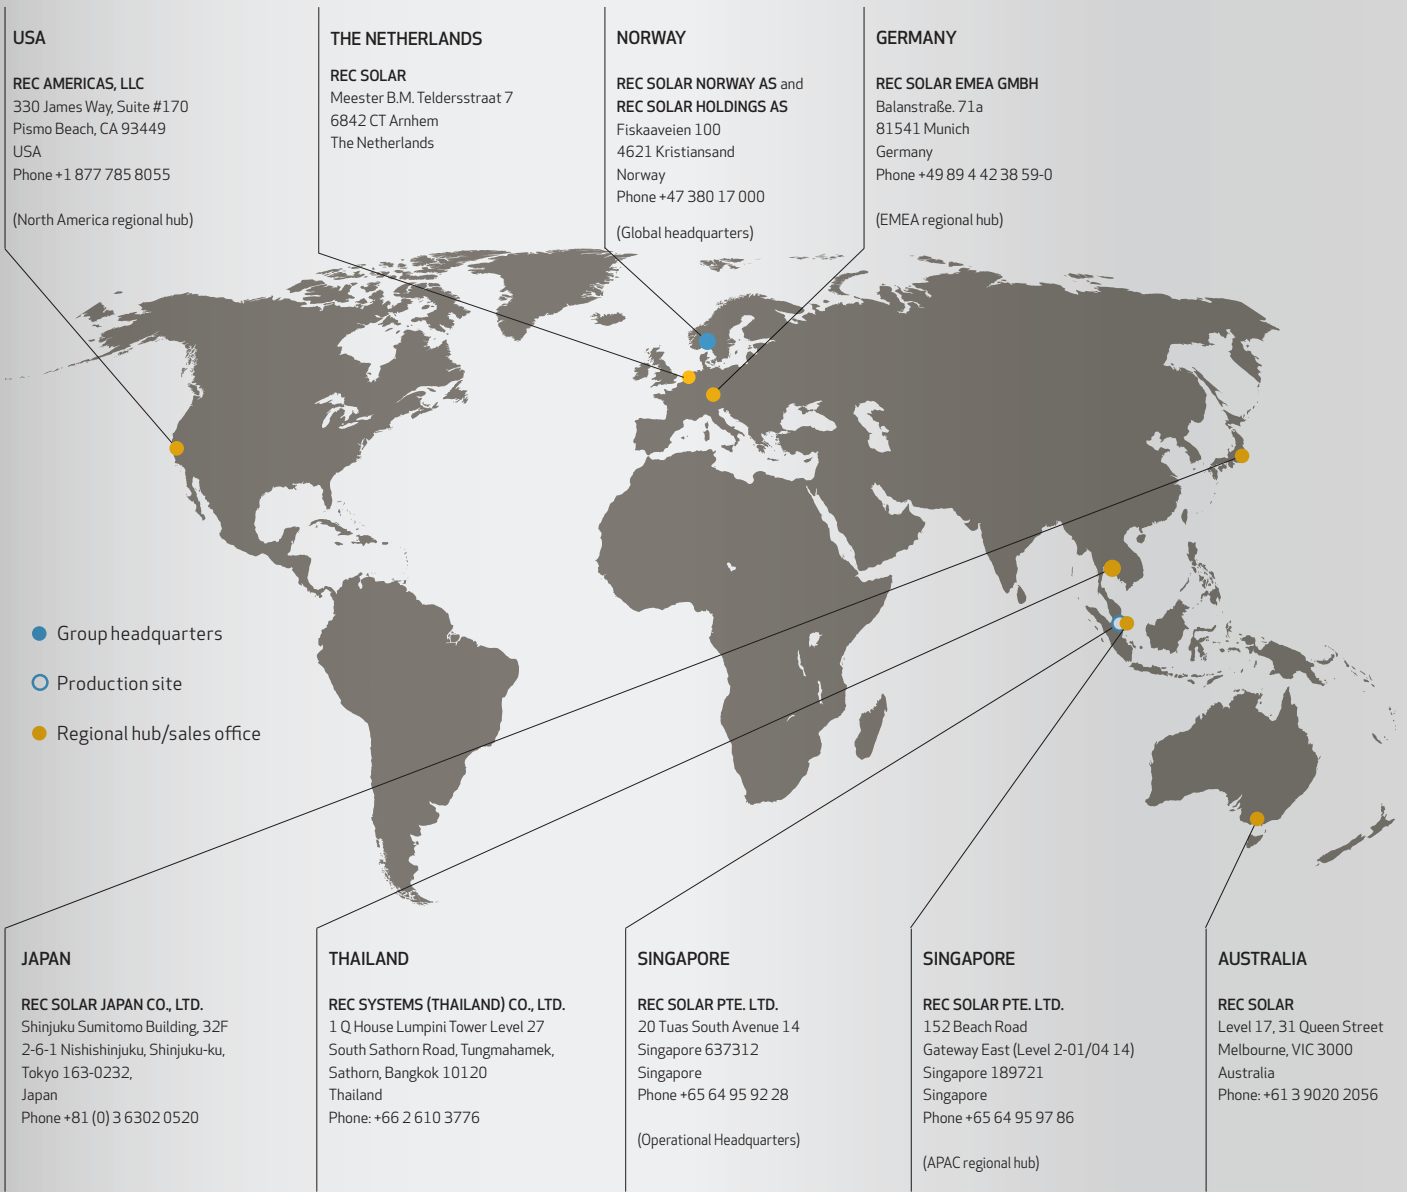 USA
REC AMERICAS, LLC
330 James Way, Suite #170
Pismo Beach, CA 93449
USA
Phone +1 877 785 8055
(North America regional hub)
THE NETHERLANDS
REC SOLAR
Meester B.M. Teldersstraat 7
6842 CT Arnhem
The Netherlands
NORWAY
REC SOLAR NORWAY AS and
REC SOLAR HOLDINGS AS
Fiskaaveien 100
4621 Kristiansand
Norway
Phone +47 380 17 000
(Global headquarters)
GERMANY
REC SOLAR EMEA GMBH
Balanstraße. 71a
81541 Munich
Germany
Phone +49 89 4 42 38 59-0
(EMEA regional hub)
Group headquarters
Production site
Regional hub/sales office
JAPAN
REC SOLAR JAPAN CO., LTD.
Shinjuku Sumitomo Building, 32F
2-6-1 Nishishinjuku, Shinjuku-ku,
Tokyo 163-0232,
Japan
Phone +81 (0) 3 6302 0520
THAILAND
REC SYSTEMS (THAILAND) CO., LTD.
1 Q House Lumpini Tower Level 27
South Sathorn Road, Tungmahamek,
Sathorn, Bangkok 10120
Thailand
Phone: +66 2 610 3776
SINGAPORE
REC SOLAR PTE. LTD.
20 Tuas South Avenue 14
Singapore 637312
Singapore
Phone +65 64 95 92 28
(Operational Headquarters)
SINGAPORE
REC SOLAR PTE. LTD.
152 Beach Road
Gateway East (Level 2-01/04 14)
Singapore 189721
Singapore
Phone +65 64 95 97 86
(APAC regional hub)
AUSTRALIA
REC SOLAR
Level 17, 31 Queen Street
Melbourne, VIC 3000
Australia
Phone: +61 3 9020 2056